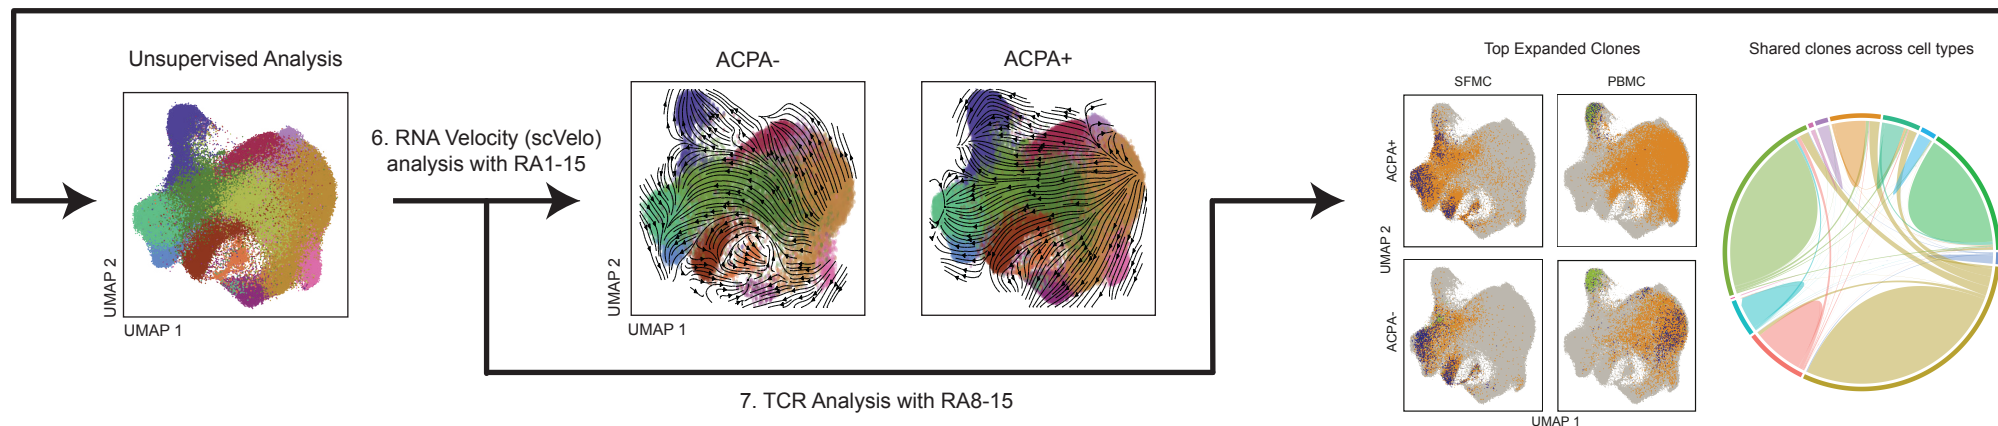 Unsupervised Analysis
UMAP 2
UMAP 1
6. RNA Velocity (scVelo)
analysis with RA1-15
ACPA-
ACPA+
UMAP 2
UMAP 1
7. TCR Analysis with RA8-15
Top Expanded Clones
SFMC
PBMC
ACPA+
UMAP 2
ACPA-
UMAP 1
Shared clones across cell types